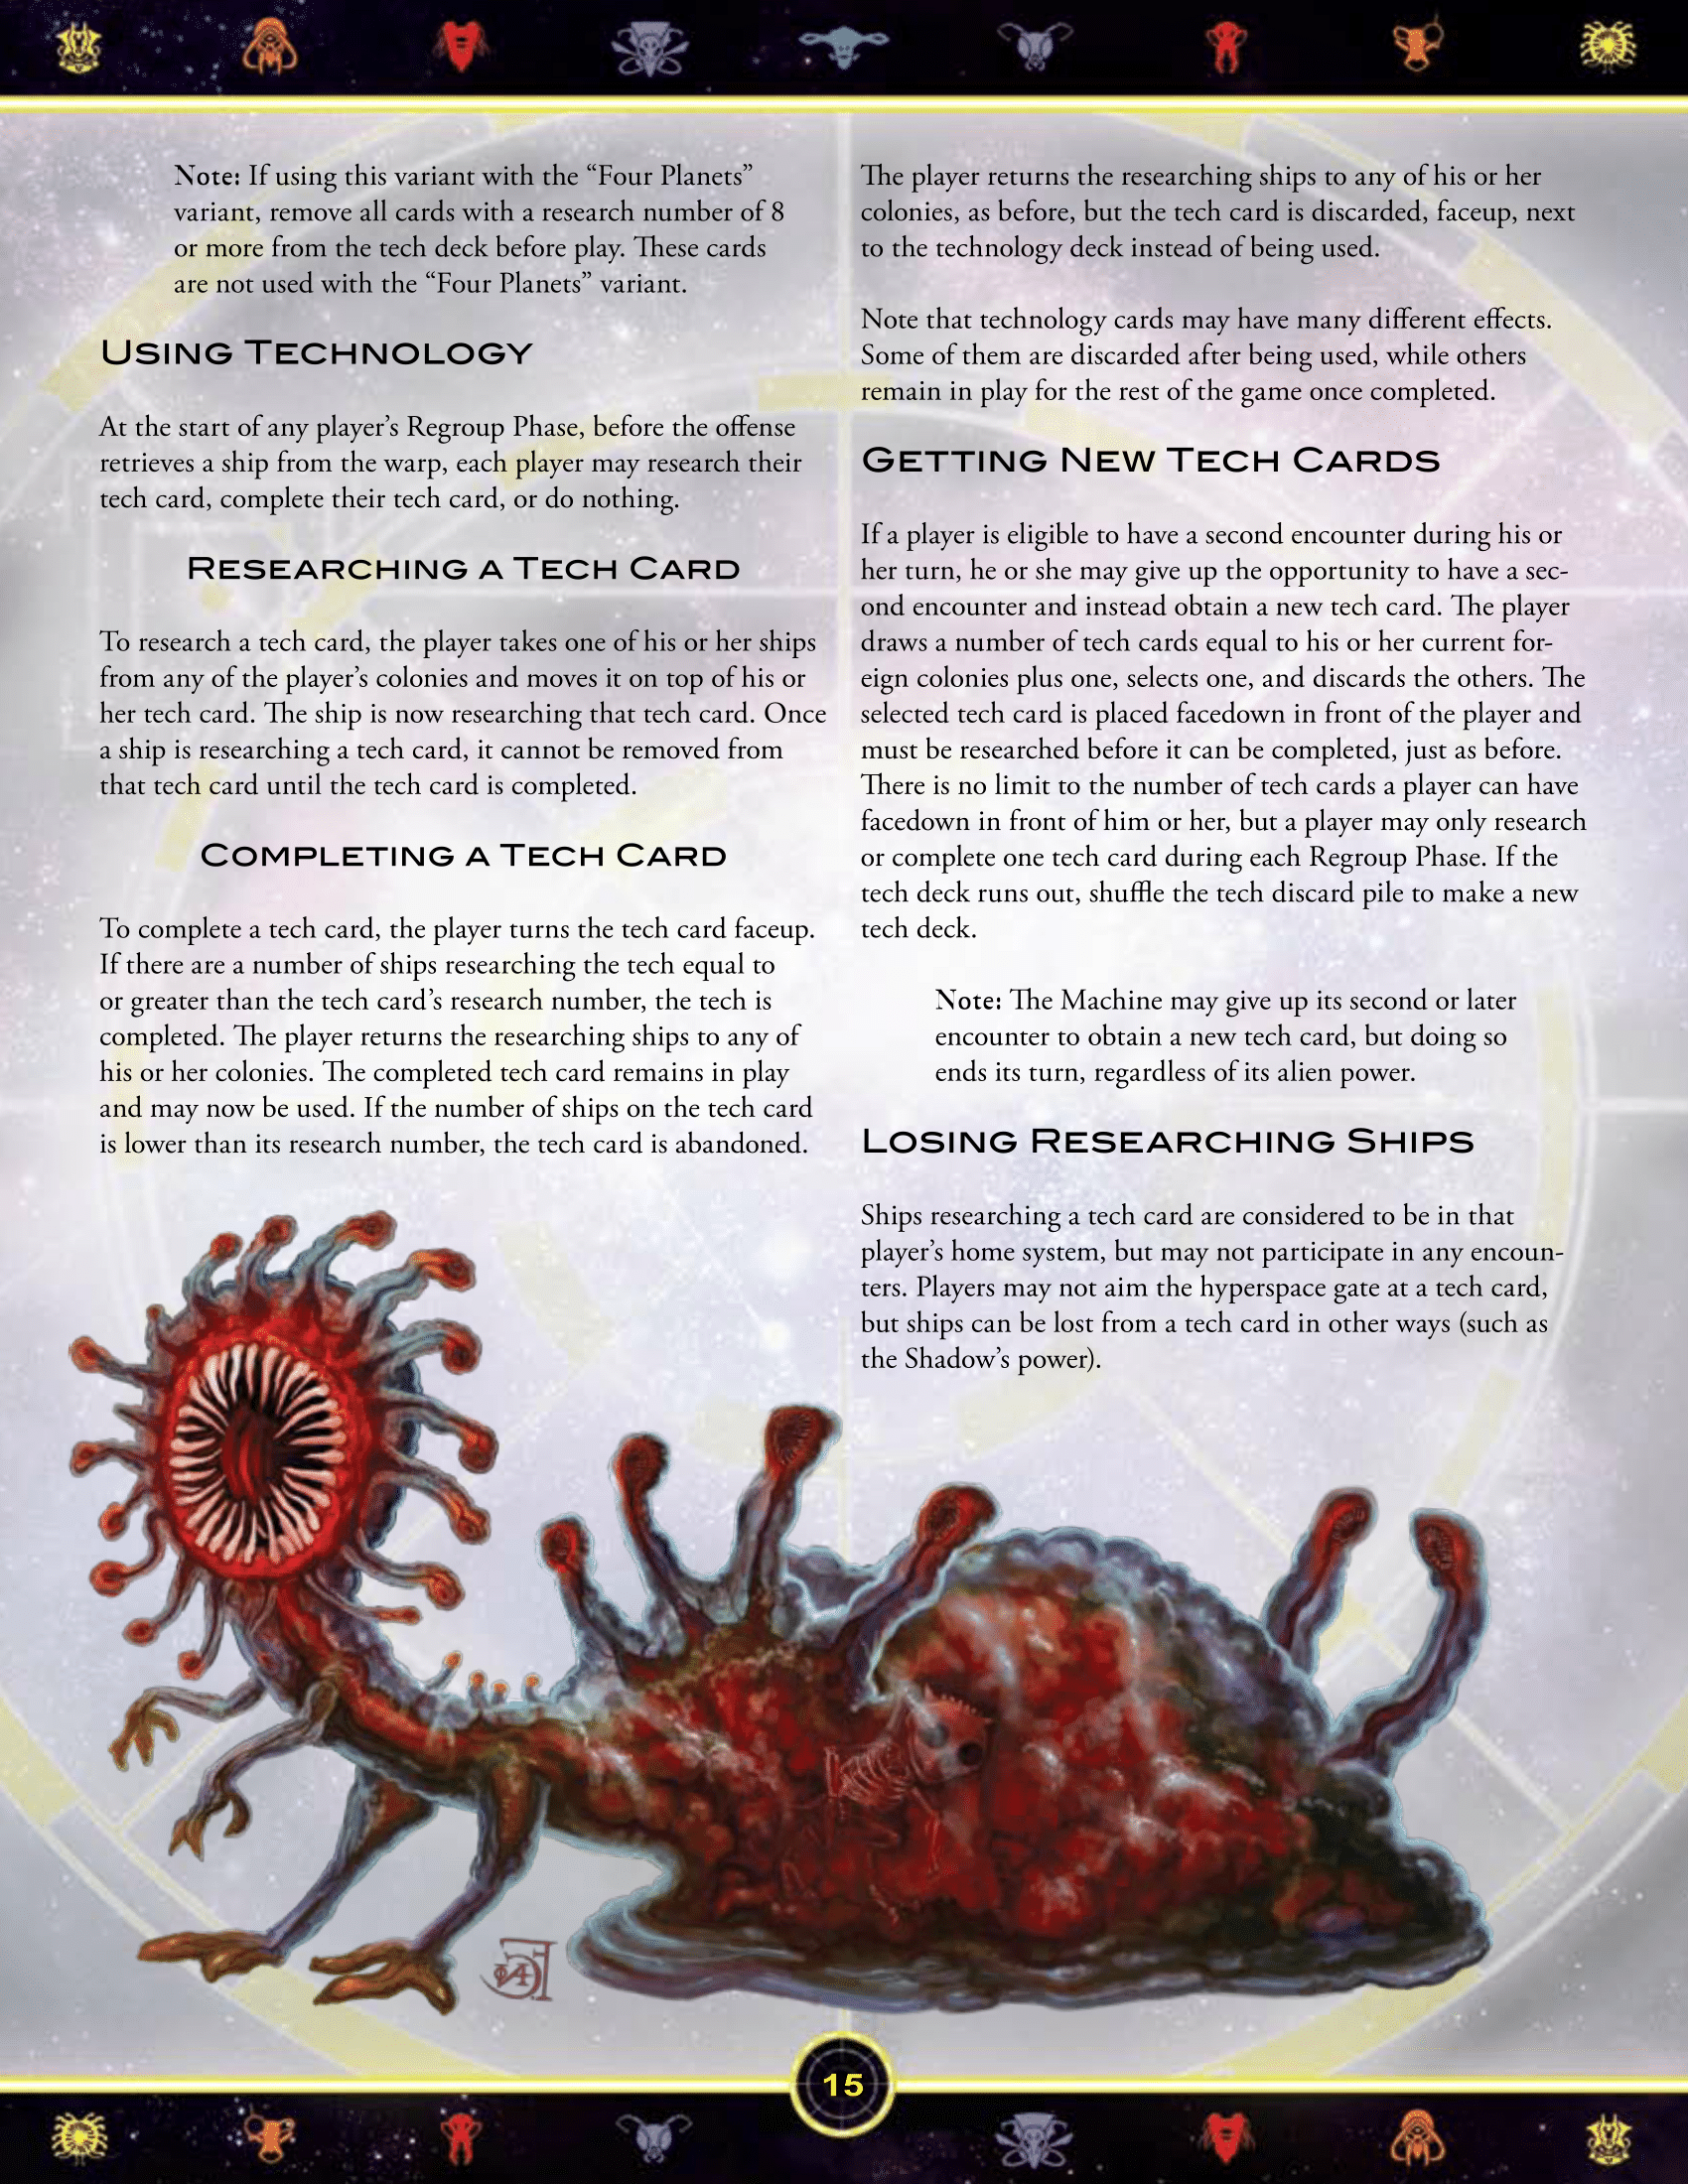 Note: If using this variant with the “Four Planets”
variant, remove all cards with a research number of 8
or more from the tech deck before play. These cards
are not used with the “Four Planets” variant.
Using Technology
At the start of any player’s Regroup Phase, before the offense
retrieves a ship from the warp, each player may research their
tech card, complete their tech card, or do nothing.
Researching a Tech Card
To research a tech card, the player takes one of his or her ships
from any of the player’s colonies and moves it on top of his or
her tech card. The ship is now researching that tech card. Once
a ship is researching a tech card, it cannot be removed from
that tech card until the tech card is completed.
Completing a Tech Card
To complete a tech card, the player turns the tech card faceup.
If there are a number of ships researching the tech equal to
or greater than the tech card’s research number, the tech is
completed. The player returns the researching ships to any of
his or her colonies. The completed tech card remains in play
and may now be used. If the number of ships on the tech card
is lower than its research number, the tech card is abandoned.
The player returns the researching ships to any of his or her
colonies, as before, but the tech card is discarded, faceup, next
to the technology deck instead of being used.
Note that technology cards may have many different effects.
Some of them are discarded after being used, while others
remain in play for the rest of the game once completed.
Getting New Tech Cards
If a player is eligible to have a second encounter during his or
her turn, he or she may give up the opportunity to have a sec-
ond encounter and instead obtain a new tech card. The player
draws a number of tech cards equal to his or her current for-
eign colonies plus one, selects one, and discards the others. The
selected tech card is placed facedown in front of the player and
must be researched before it can be completed, just as before.
There is no limit to the number of tech cards a player can have
facedown in front of him or her, but a player may only research
or complete one tech card during each Regroup Phase. If the
tech deck runs out, shuffle the tech discard pile to make a new
tech deck.
Note: The Machine may give up its second or later
encounter to obtain a new tech card, but doing so
ends its turn, regardless of its alien power.
Losing Researching Ships
Ships researching a tech card are considered to be in that
player’s home system, but may not participate in any encoun-
ters. Players may not aim the hyperspace gate at a tech card,
but ships can be lost from a tech card in other ways (such as
the Shadow’s power).
15